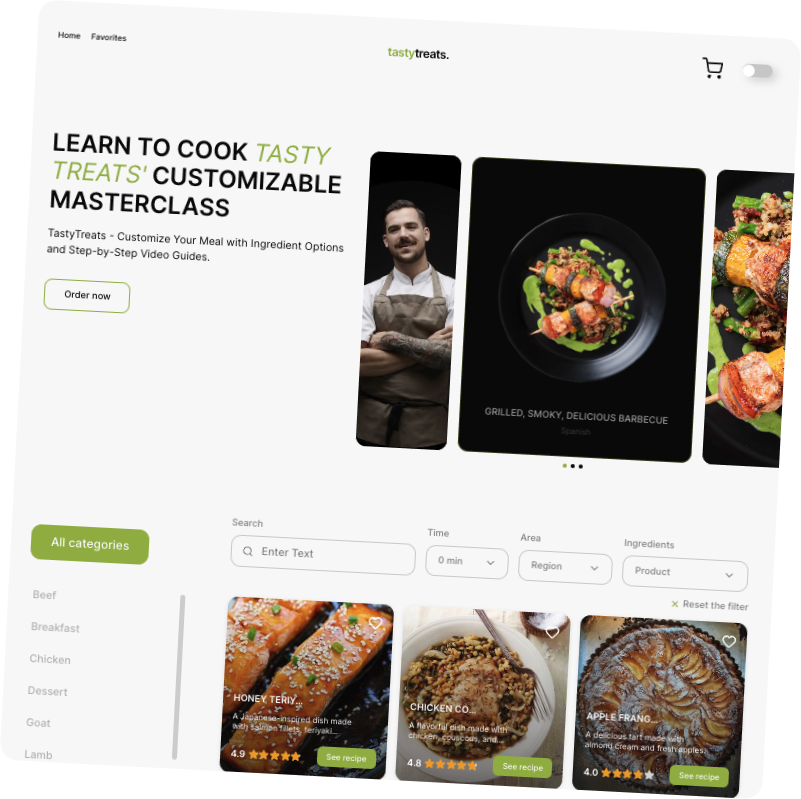 Home Favorites
tastytreats.
LEARN TO COOK TASTY
TREATS' CUSTOMIZABLE
MASTERCLASS
TastyTreats - Customize Your Meal with Ingredient Options
and Step-by-Step Video Guides.
Order now
GRILLED, SMOKY, DELICIOUS BARBECUE
Spanish
All categories
Beef
Breakfast
Chicken
Dessert
Goat
Lamb
Search
Enter Text
Time
0 min
Area
Region
Ingredients
Product
Reset the filter
HONEY TERIY...
A Japanese-inspired dish made
with salmon fillets, teriyaki...
4.9
See recipe
CHICKEN CO...
A flavorful dish made with
chicken, couscous, and...
4.8
See recipe
APPLE FRANG...
A delicious tart made with
almond cream and fresh apples.
4.0
See recipe